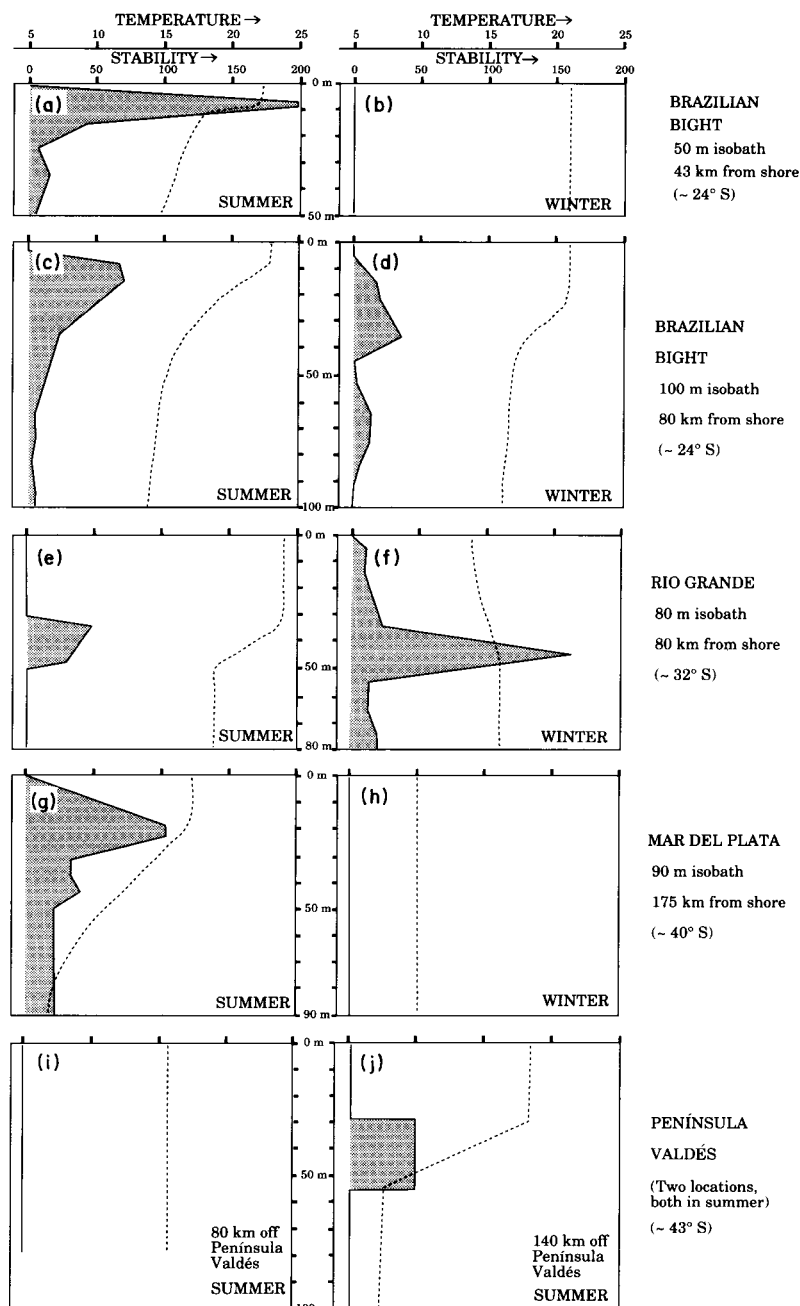 TEMPERATURE→ TEMPERATURE→
5 10 15 20 25 5 10 15 20 25
STABILITY→ STABILITY→
0 50 100 150 200 0 50 100 150 200
0 m
(a) (b)
SUMMER WINTER
50 m
BRAZILIAN
BIGHT
50 m isobath
43 km from shore
(~ 24° S)
0 m
(c) (d)
50 m
SUMMER WINTER
100 m
BRAZILIAN
BIGHT
100 m isobath
80 km from shore
(~ 24° S)
0 m
(e) (f)
50 m
SUMMER WINTER
80 m
RIO GRANDE
80 m isobath
80 km from shore
(~ 32° S)
0 m
(g) (h)
50 m
SUMMER WINTER
90 m
MAR DEL PLATA
90 m isobath
175 km from shore
(~ 40° S)
0 m
(i) (j)
50 m
80 km off
Península
Valdés
SUMMER
140 km off
Península
Valdés
SUMMER
PENÍNSULA
VALDÉS
(Two locations,
both in summer)
(~ 43° S)